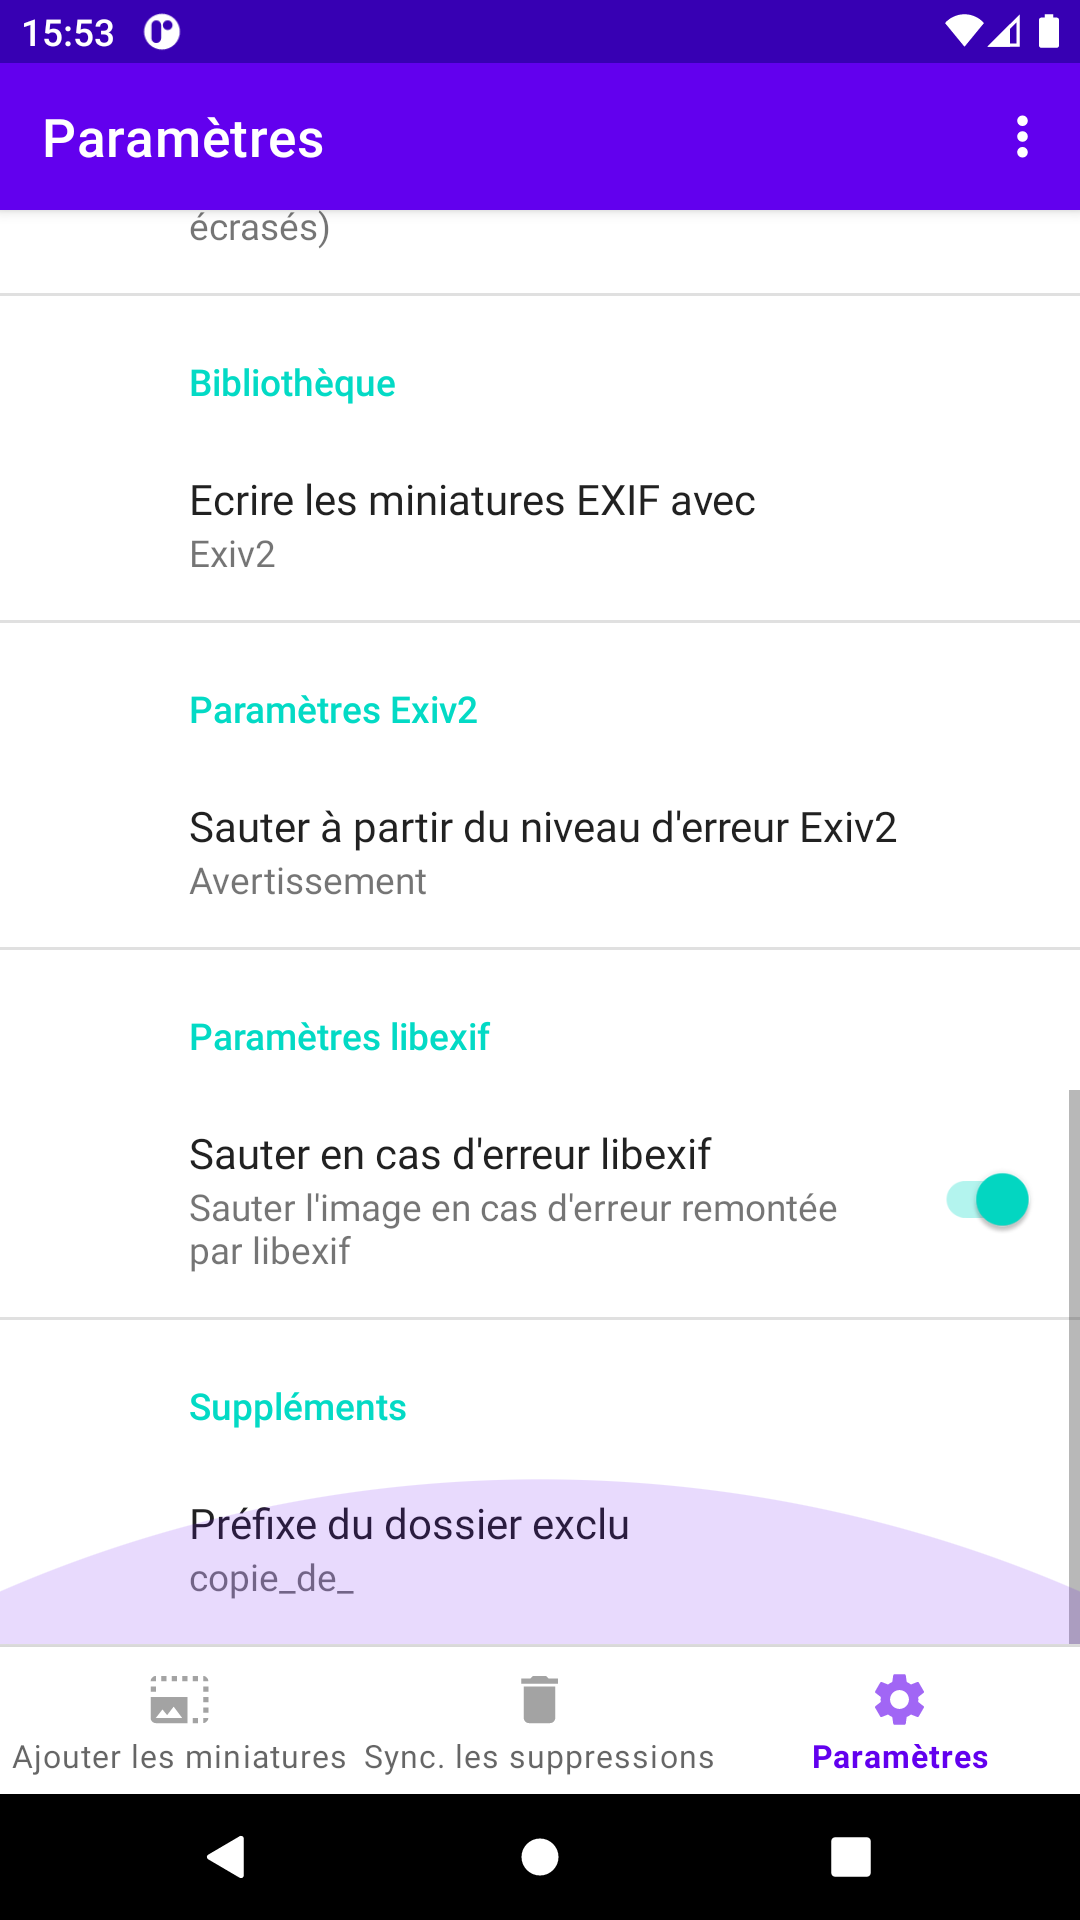 15:53
Paramètres
écrasés)
Bibliothèque
Ecrire les miniatures EXIF avec
Exiv2
Paramètres Exiv2
Sauter à partir du niveau d'erreur Exiv2
Avertissement
Paramètres libexif
Sauter en cas d'erreur libexif
Sauter l'image en cas d'erreur remontée
par libexif
Suppléments
Préfixe du dossier exclu
copie_de_
Ajouter les miniatures
Sync. les suppressions
Paramètres